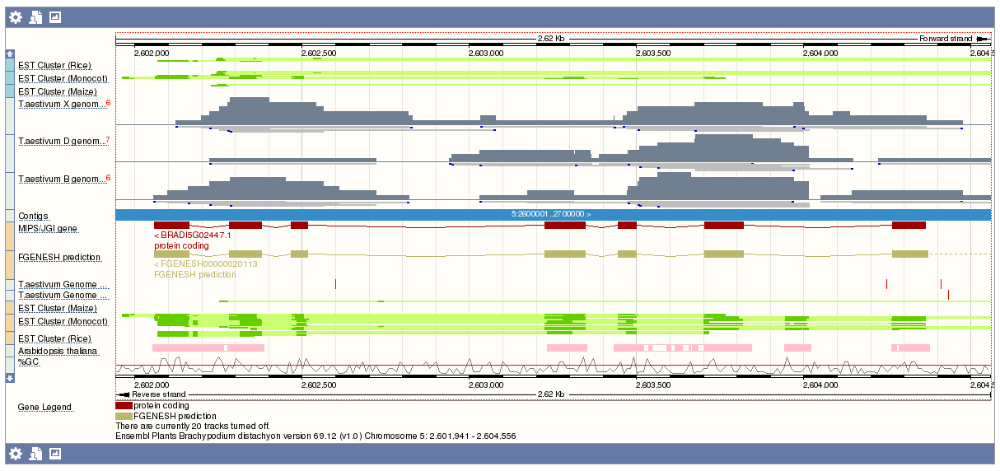 2.62 Kb Forward strand
2.602.000 2.602.500 2.603.000 2.603.500 2.604.000 2.604.5
EST Cluster (Rice)
EST Cluster (Monocot)
EST Cluster (Maize)
T.aestivum X genom...6
T.aestivum D genom...7
T.aestivum B genom...6
Contigs 5:2600001..2700000 >
MIPS/JGI gene
< BRADI5G02447.1
protein coding
FGENESH prediction
< FGENESH00000020113
FGENESH prediction
T.aestivum Genome ...
T.aestivum Genome ...
EST Cluster (Maize)
EST Cluster (Monocot)
EST Cluster (Rice)
Arabidopsis thaliana
%GC
2.602.000 2.602.500 2.603.000 2.603.500 2.604.000 2.604.5
Reverse strand 2.62 Kb
Gene Legend protein coding
FGENESH prediction
There are currently 20 tracks turned off.
Ensembl Plants Brachypodium distachyon version 69.12 (v1.0) Chromosome 5: 2.601.941 - 2.604.556